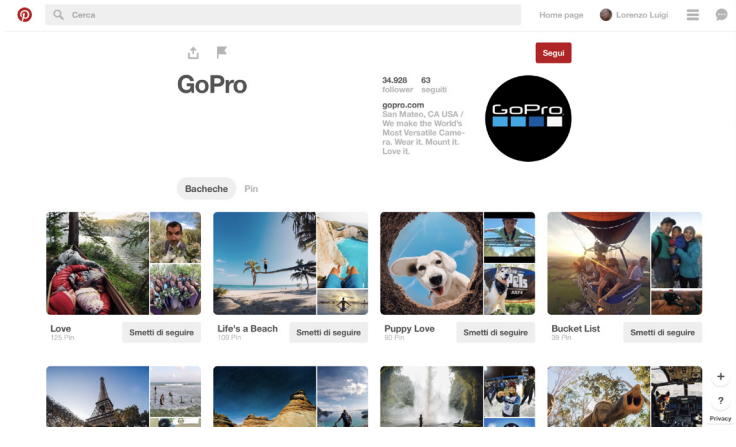 Cerca
Home page
Lorenzo Luigi
Segui
GoPro
34.928 63
follower seguiti
gopro.com
San Mateo, CA USA /
We make the World's
Most Versatile Came-
ra. Wear it. Mount it.
Love it.
GoPro
Bacheche
Pin
Love
125 Pin
Smetti di seguire
Life's a Beach
109 Pin
Smetti di seguire
Puppy Love
90 Pin
Smetti di seguire
Bucket List
39 Pin
Smetti di seguire
+
?
Privacy